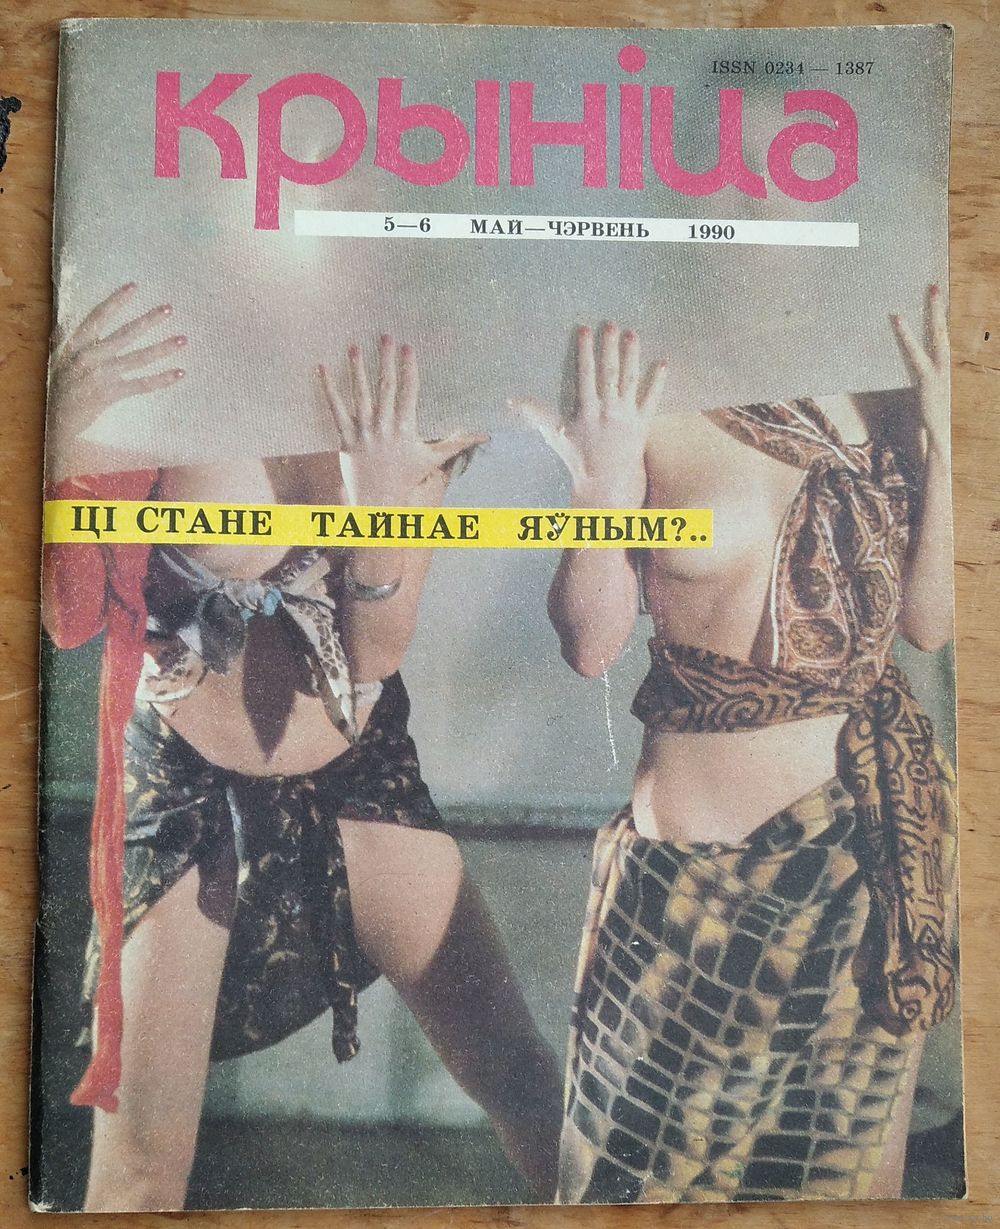 ISSN 0234 — 1387
крыніца
5—6 МАЙ—ЧЭРВЕНЬ 1990
ЦІ СТАНЕ ТАЙНАЕ ЯЎНЫМ?..